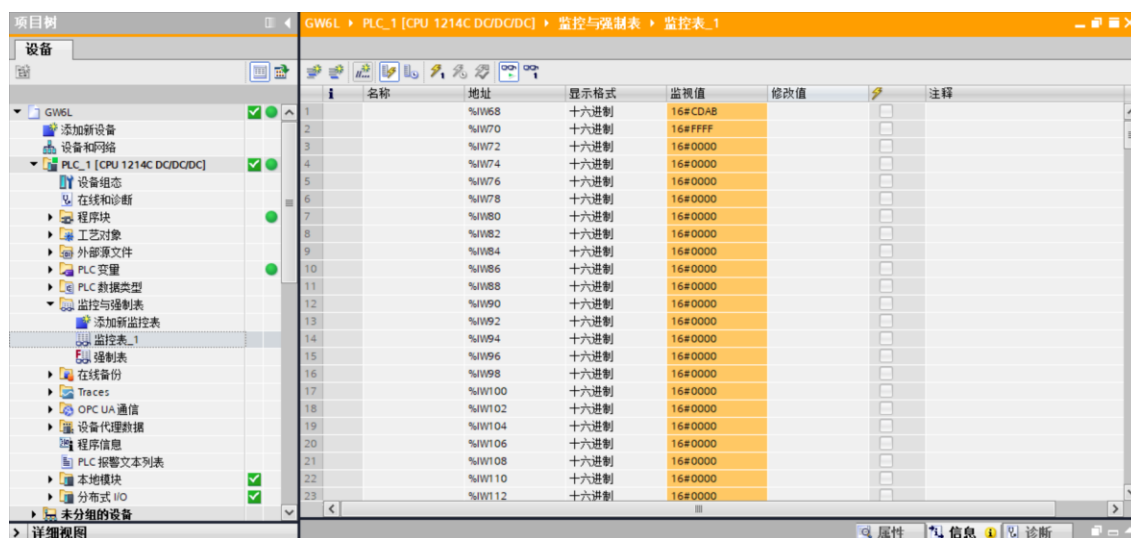 项目树
GW6L ▸ PLC_1 [CPU 1214C DC/DC/DC] ▸ 监控与强制表 ▸ 监控表_1
设备
i 名称 地址 显示格式 监视值 修改值 注释
GW6L
添加新设备
设备和网络
PLC_1 [CPU 1214C DC/DC/DC]
设备组态
在线和诊断
程序块
工艺对象
外部源文件
PLC 变量
PLC 数据类型
监控与强制表
添加新监控表
监控表_1
强制表
在线备份
Traces
OPC UA 通信
设备代理数据
程序信息
PLC 报警文本列表
本地模块
分布式 I/O
未分组的设备
详细视图
1 %IW68 十六进制 16#CDAB
2 %IW70 十六进制 16#FFFF
3 %IW72 十六进制 16#0000
4 %IW74 十六进制 16#0000
5 %IW76 十六进制 16#0000
6 %IW78 十六进制 16#0000
7 %IW80 十六进制 16#0000
8 %IW82 十六进制 16#0000
9 %IW84 十六进制 16#0000
10 %IW86 十六进制 16#0000
11 %IW88 十六进制 16#0000
12 %IW90 十六进制 16#0000
13 %IW92 十六进制 16#0000
14 %IW94 十六进制 16#0000
15 %IW96 十六进制 16#0000
16 %IW98 十六进制 16#0000
17 %IW100 十六进制 16#0000
18 %IW102 十六进制 16#0000
19 %IW104 十六进制 16#0000
20 %IW106 十六进制 16#0000
21 %IW108 十六进制 16#0000
22 %IW110 十六进制 16#0000
23 %IW112 十六进制 16#0000
属性 信息 诊断